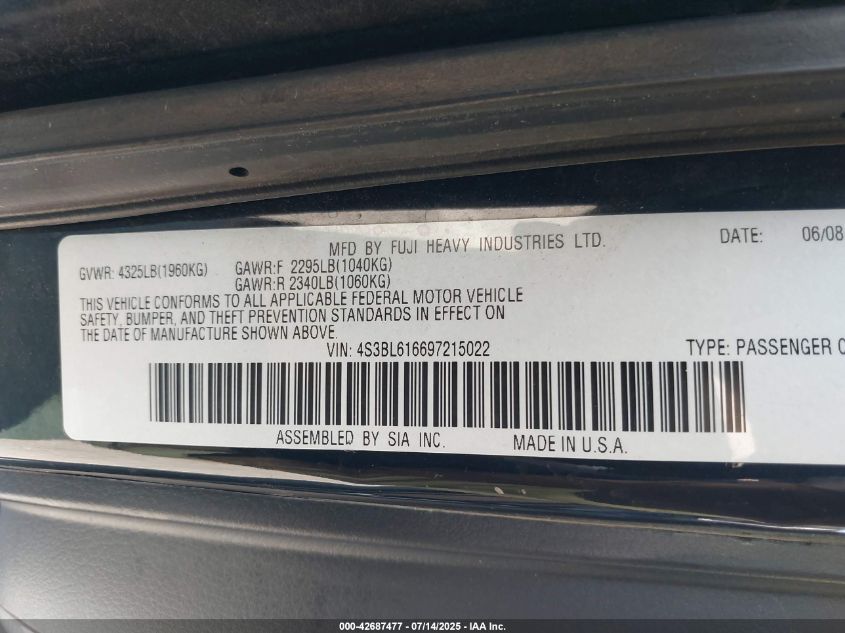 MFD BY FUJI HEAVY INDUSTRIES LTD. DATE: 06/08
GVWR: 4325LB(1960KG) GAWR:F 2295LB(1040KG)
GAWR:R 2340LB(1060KG)
THIS VEHICLE CONFORMS TO ALL APPLICABLE FEDERAL MOTOR VEHICLE
SAFETY, BUMPER, AND THEFT PREVENTION STANDARDS IN EFFECT ON
THE DATE OF MANUFACTURE SHOWN ABOVE.
VIN: 4S3BL616697215022 TYPE: PASSENGER C
ASSEMBLED BY SIA INC. MADE IN U.S.A.
000-42687477 - 07/14/2025 - IAA Inc.